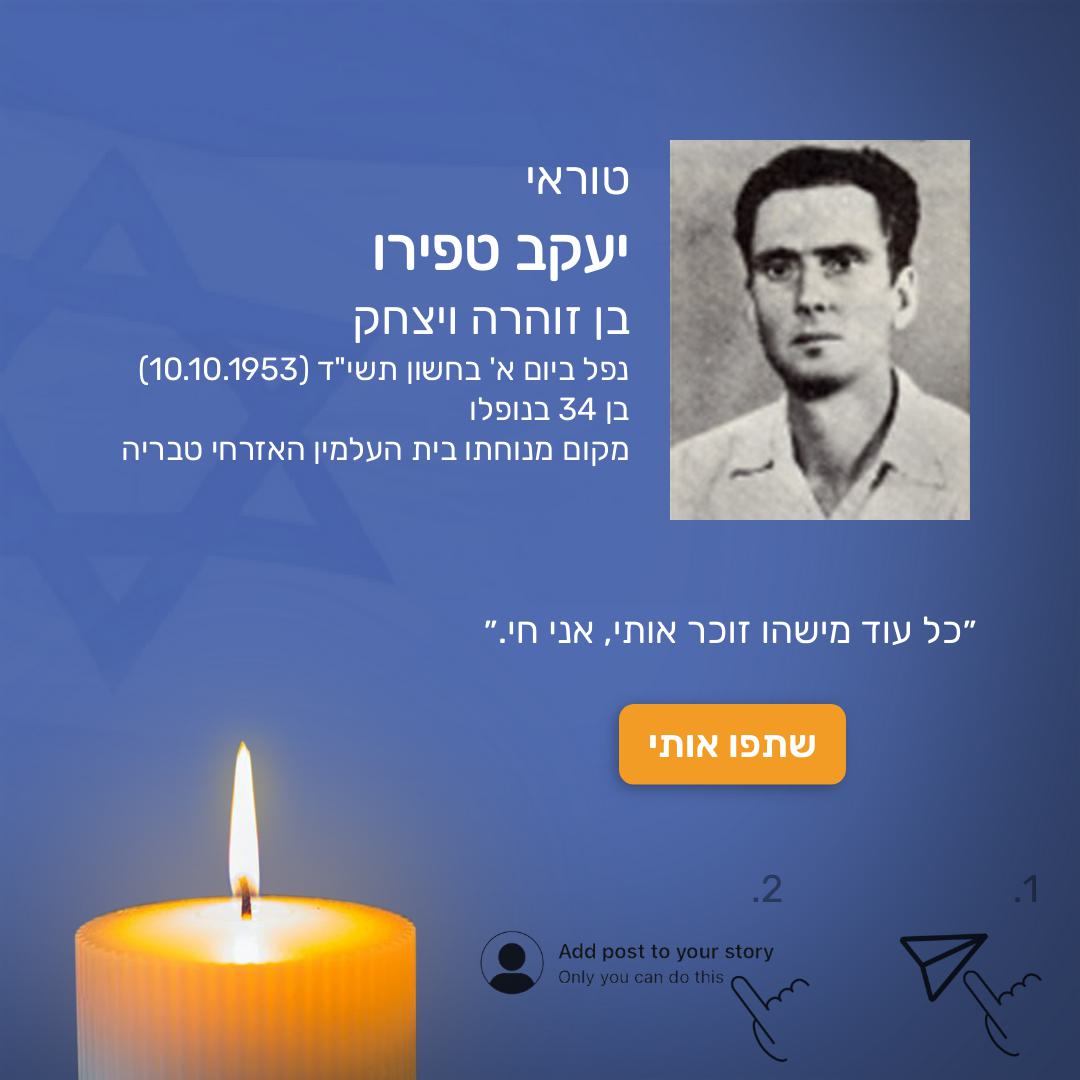 טוראי
יעקב טפירו
בן זוהרה ויצחק
נפל ביום א' בחשון תשי"ד (10.10.1953)
בן 34 בנופלו
מקום מנוחתו בית העלמין האזרחי טבריה
״כל עוד מישהו זוכר אותי, אני חי.״
שתפו אותי
.1
.2
Add post to your story
Only you can do this